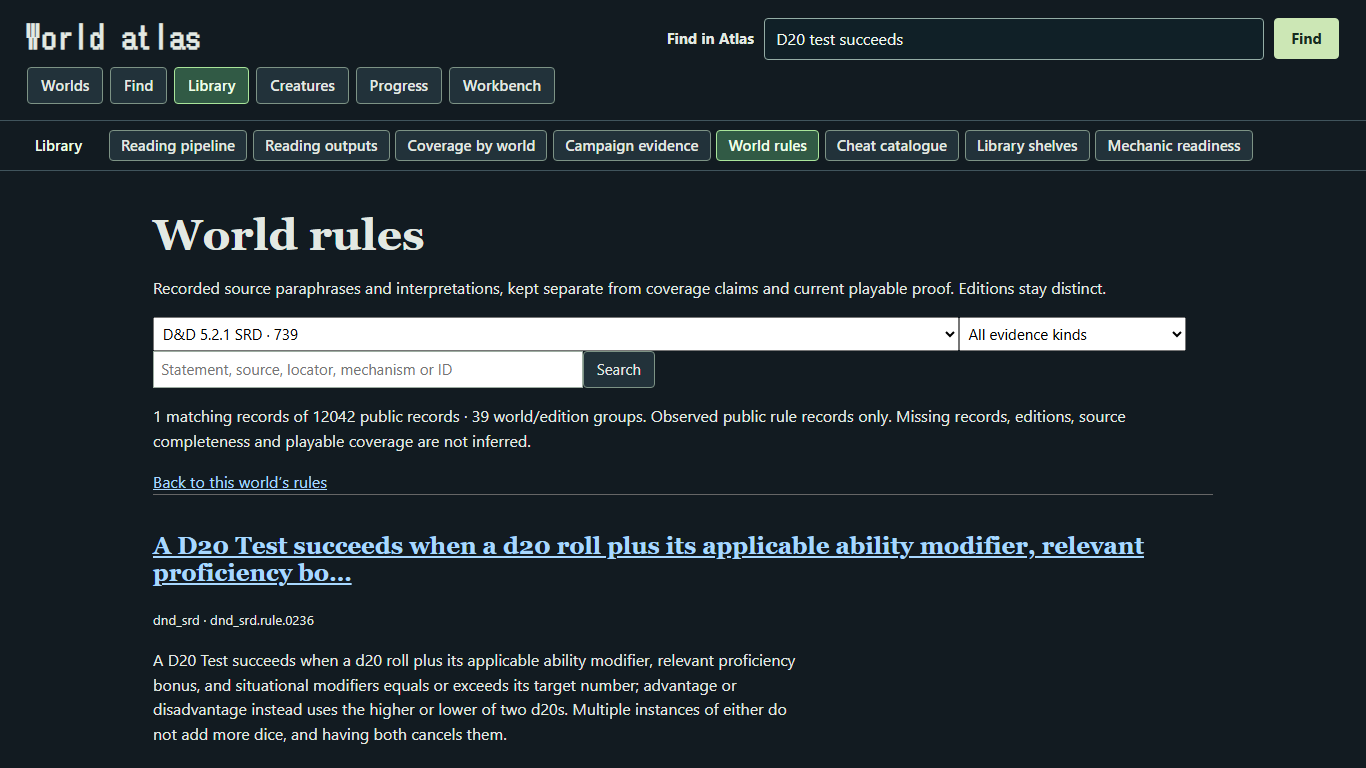 World atlas
Find in Atlas
D20 test succeeds
Find
Worlds
Find
Library
Creatures
Progress
Workbench
Library
Reading pipeline
Reading outputs
Coverage by world
Campaign evidence
World rules
Cheat catalogue
Library shelves
Mechanic readiness
World rules
Recorded source paraphrases and interpretations, kept separate from coverage claims and current playable proof. Editions stay distinct.
D&D 5.2.1 SRD · 739
All evidence kinds
Statement, source, locator, mechanism or ID
Search
1 matching records of 12042 public records · 39 world/edition groups. Observed public rule records only. Missing records, editions, source
completeness and playable coverage are not inferred.
Back to this world's rules
A D20 Test succeeds when a d20 roll plus its applicable ability modifier, relevant
proficiency bo…
dnd_srd · dnd_srd.rule.0236
A D20 Test succeeds when a d20 roll plus its applicable ability modifier, relevant proficiency
bonus, and situational modifiers equals or exceeds its target number; advantage or
disadvantage instead uses the higher or lower of two d20s. Multiple instances of either do
not add more dice, and having both cancels them.